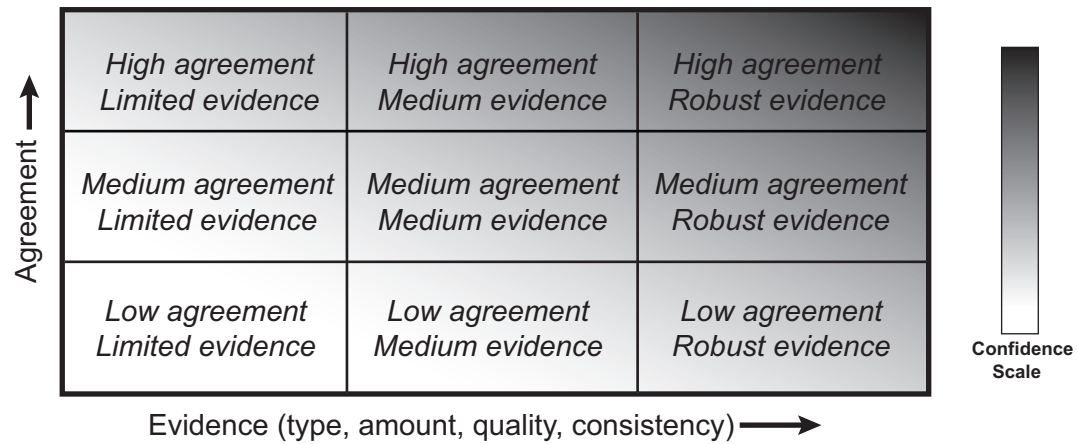 High agreement
Limited evidence
High agreement
Medium evidence
High agreement
Robust evidence
Medium agreement
Limited evidence
Medium agreement
Medium evidence
Medium agreement
Robust evidence
Low agreement
Limited evidence
Low agreement
Medium evidence
Low agreement
Robust evidence
Agreement
Evidence (type, amount, quality, consistency)
Confidence
Scale